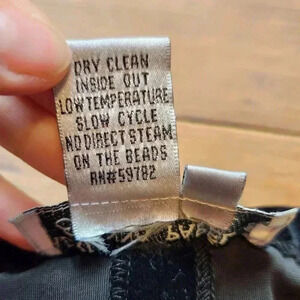 DRY CLEAN
INSIDE OUT
LOW TEMPERATURE
SLOW CYCLE
NO DIRECT STEAM
ON THE BEADS
RN#59782